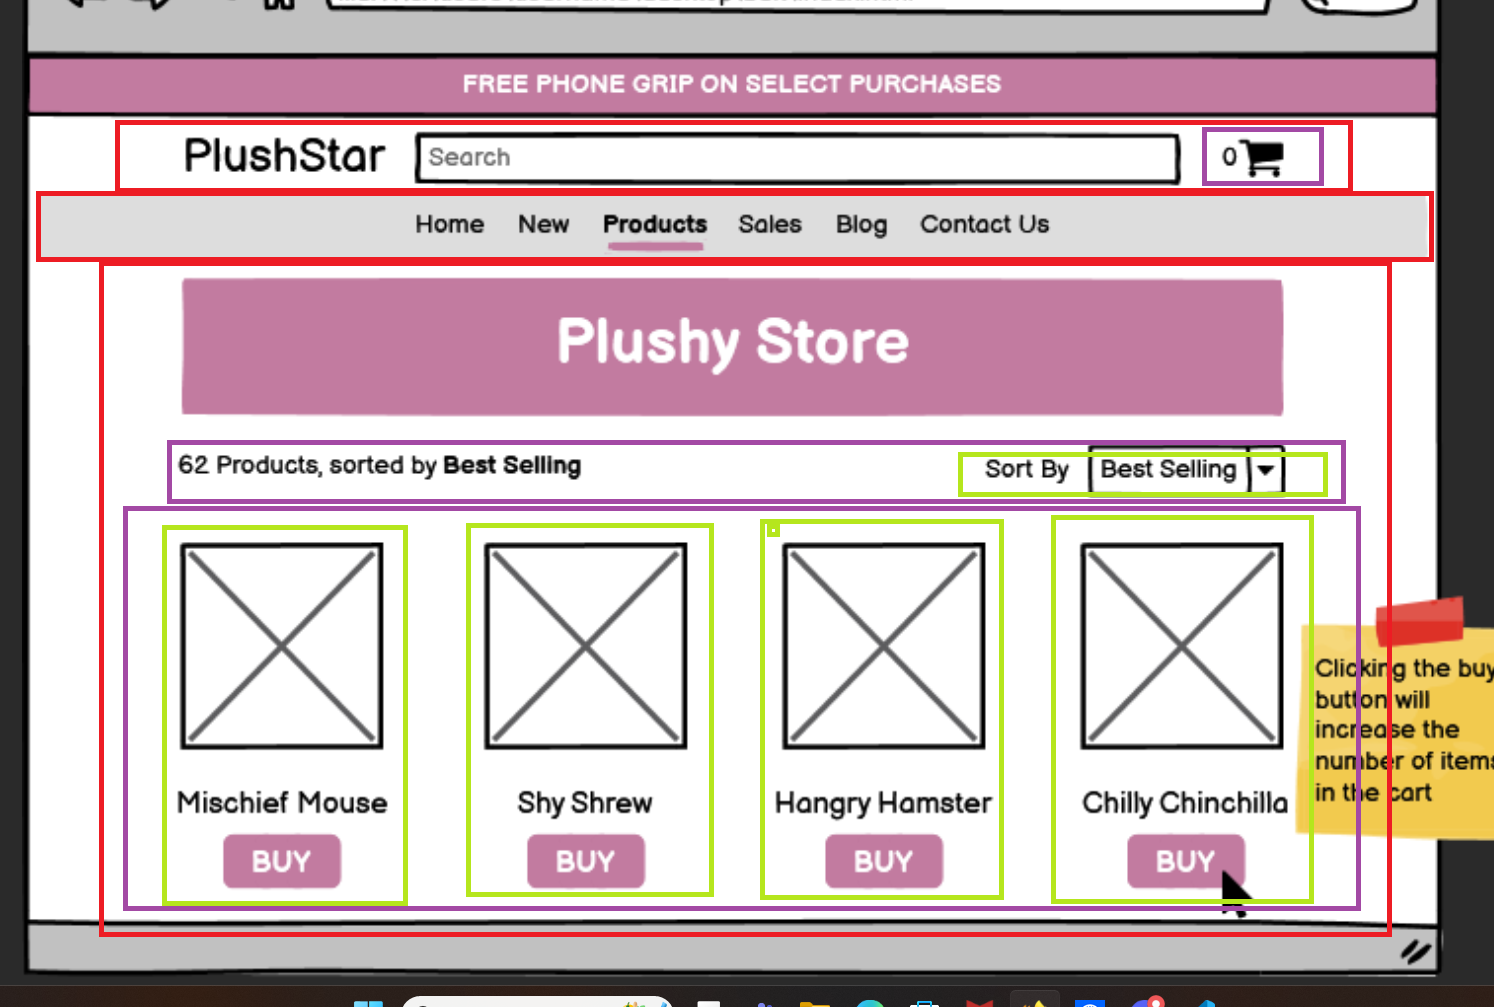 FREE PHONE GRIP ON SELECT PURCHASES
PlushStar
Search
0
Home New Products Sales Blog Contact Us
Plushy Store
62 Products, sorted by Best Selling
Sort By Best Selling
Mischief Mouse
Shy Shrew
Hangry Hamster
Chilly Chinchilla
BUY
BUY
BUY
BUY
Clicking the buy
button will
increase the
number of items
in the cart